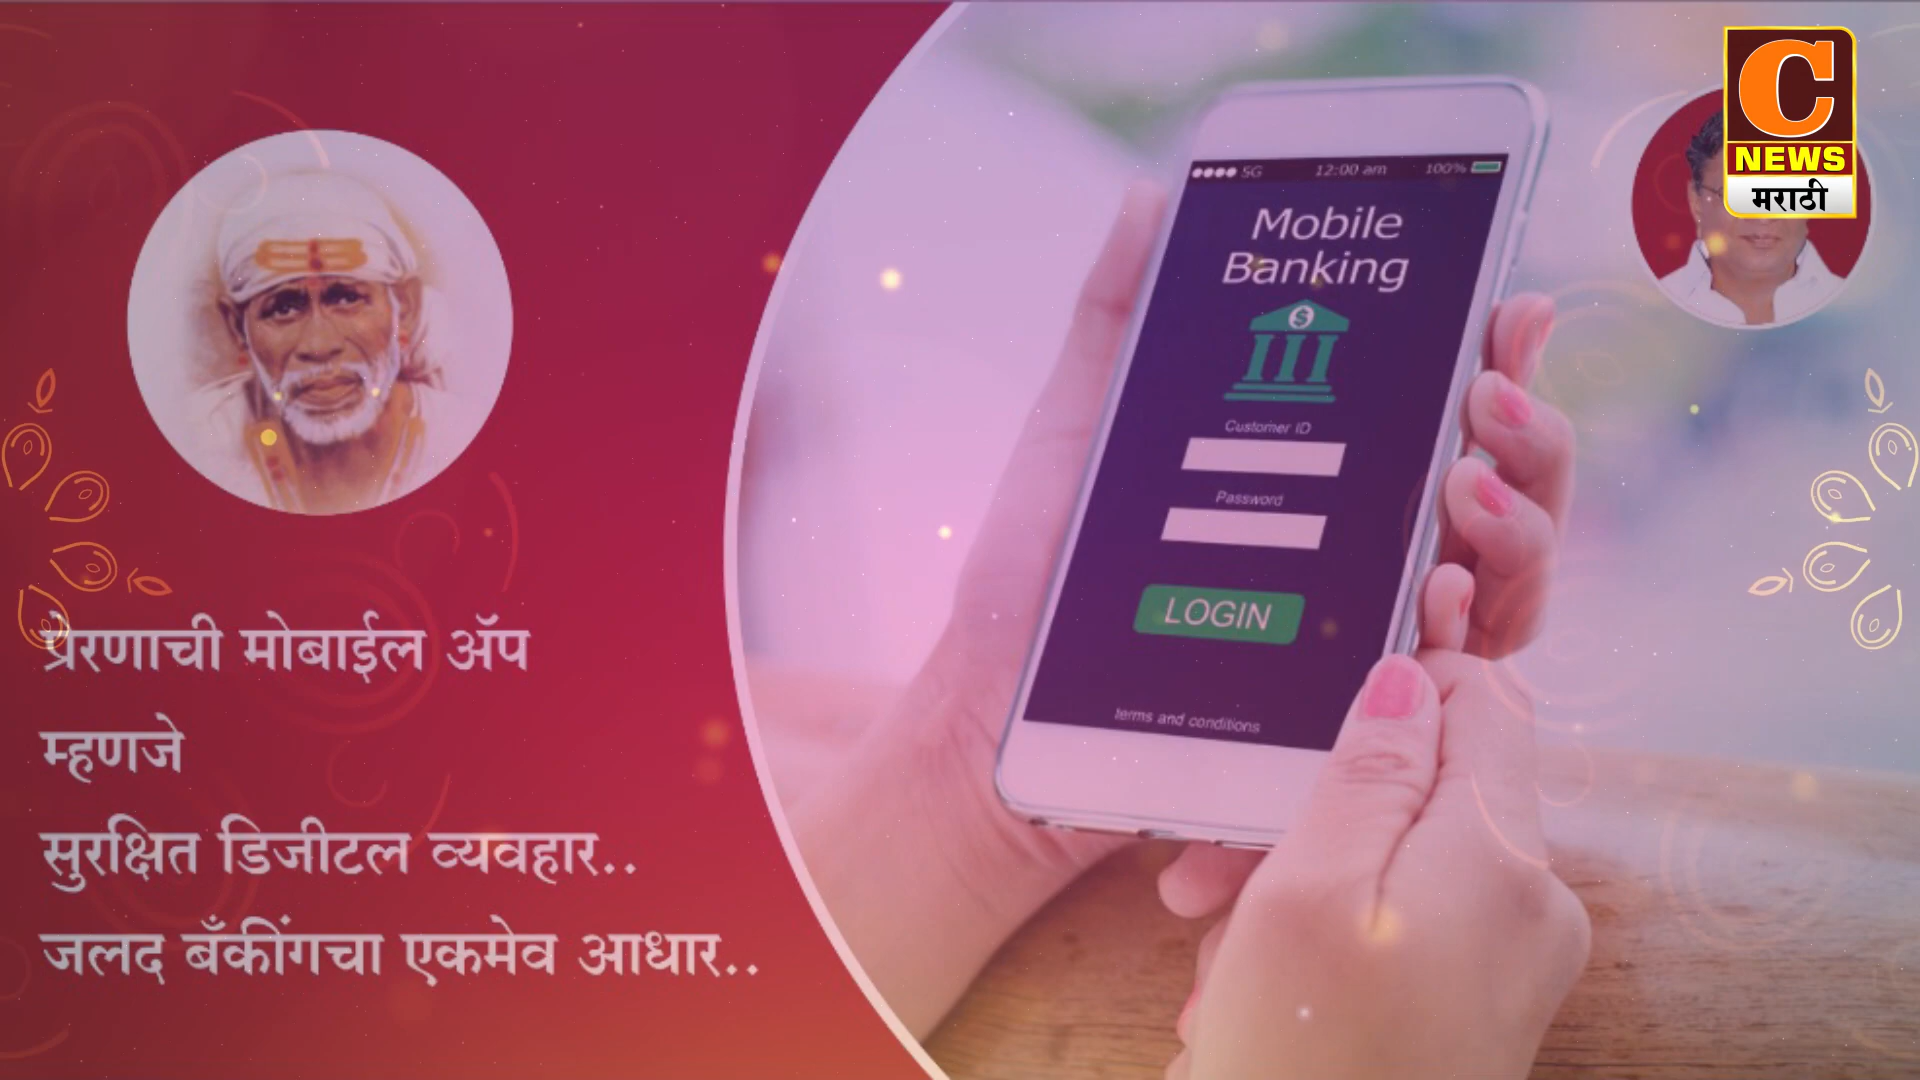 C
NEWS
मराठी
●●●● 5G 12:00 am 100%
Mobile
Banking
$
Customer ID
Password
LOGIN
terms and conditions
प्रेरणाची मोबाईल ॲप
म्हणजे
सुरक्षित डिजीटल व्यवहार..
जलद बँकींगचा एकमेव आधार..